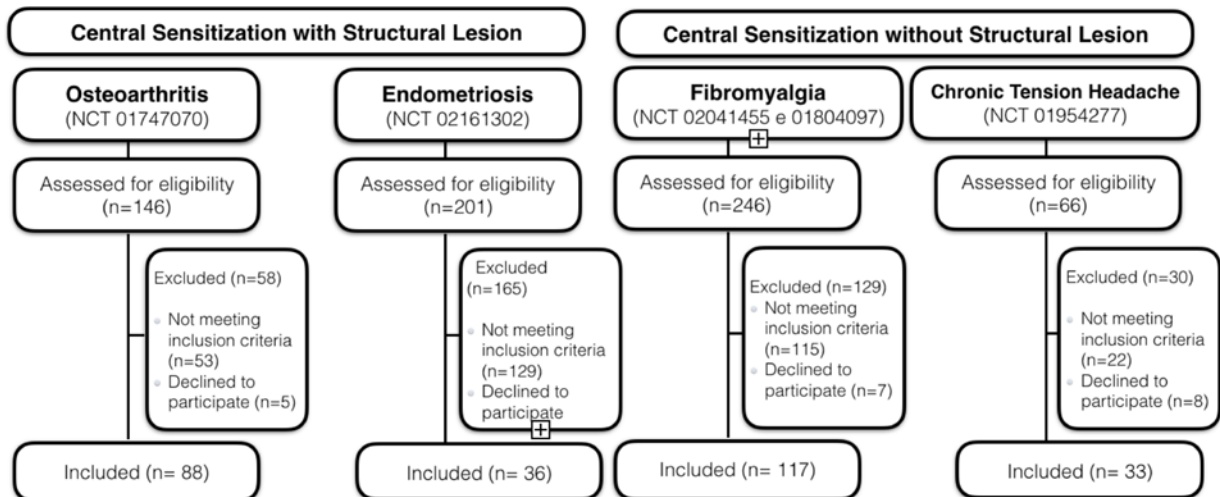 Central Sensitization with Structural Lesion
Central Sensitization without Structural Lesion
Osteoarthritis
(NCT 01747070)
Endometriosis
(NCT 02161302)
Fibromyalgia
(NCT 02041455 e 01804097)
Chronic Tension Headache
(NCT 01954277)
Assessed for eligibility
(n=146)
Assessed for eligibility
(n=201)
Assessed for eligibility
(n=246)
Assessed for eligibility
(n=66)
Excluded (n=58)
Not meeting
inclusion criteria
(n=53)
Declined to
participate (n=5)
Excluded
(n=165)
Not meeting
inclusion criteria
(n=129)
Declined to
participate
Excluded (n=129)
Not meeting
inclusion criteria
(n=115)
Declined to
participate (n=7)
Excluded (n=30)
Not meeting
inclusion criteria
(n=22)
Declined to
participate (n=8)
Included (n= 88)
Included (n= 36)
Included (n= 117)
Included (n= 33)